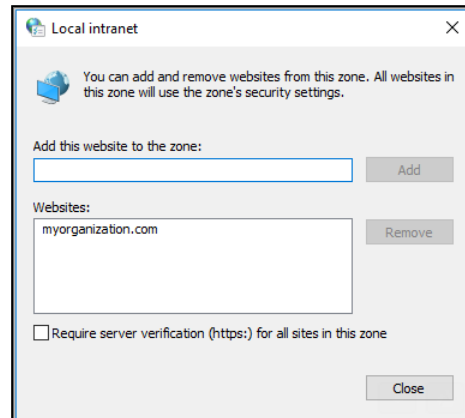 Local intranet
You can add and remove websites from this zone. All websites in
this zone will use the zone's security settings.
Add this website to the zone:
Add
Websites:
myorganization.com
Remove
Require server verification (https:) for all sites in this zone
Close